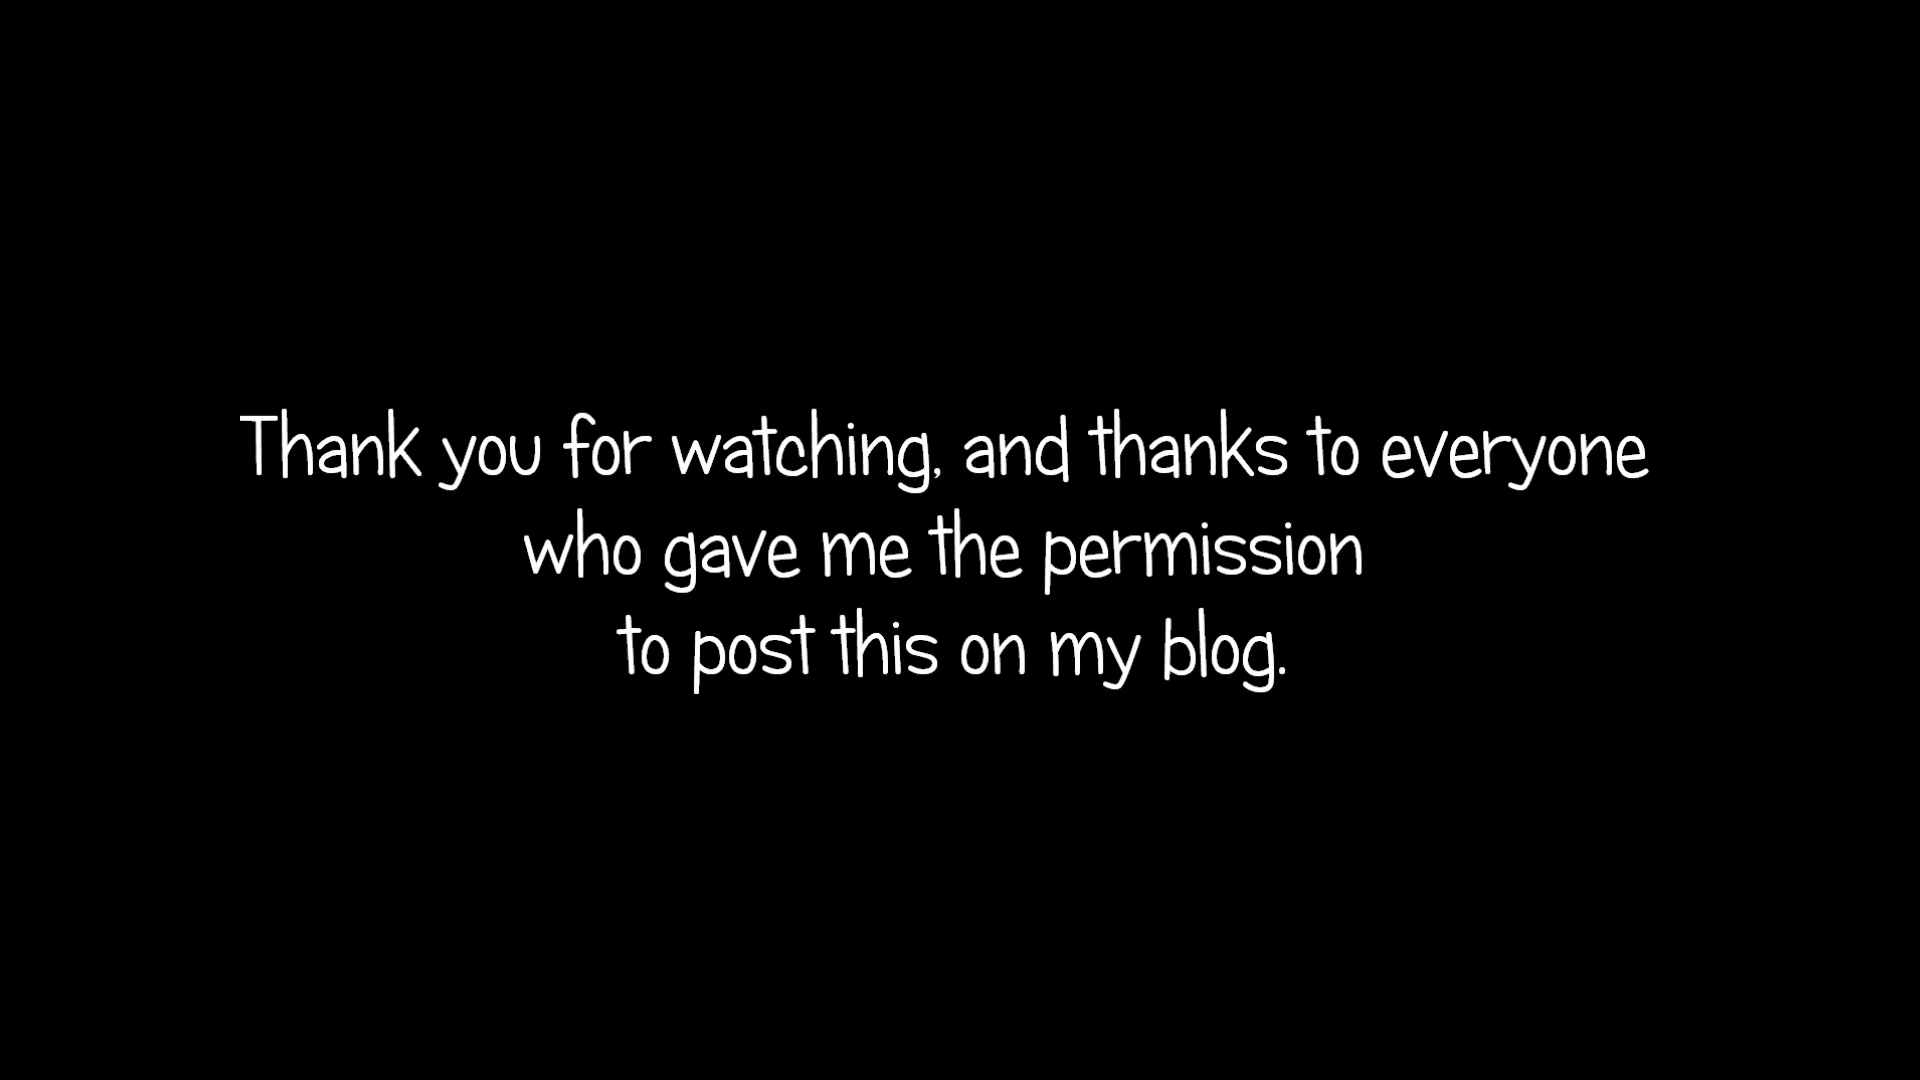 Thank you for watching, and thanks to everyone
who gave me the permission
to post this on my blog.